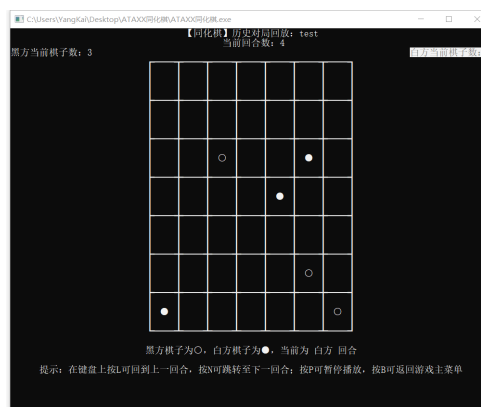 C:\Users\YangKai\Desktop\ATAXX同化棋\ATAXX同化棋.exe
【同化棋】历史对局回放：test
当前回合数：4
黑方当前棋子数：3
白方当前棋子数:
黑方棋子为○，白方棋子为●，当前为 白方 回合
提示：在键盘上按L可回到上一回合，按N可跳转至下一回合；按P可暂停播放，按B可返回游戏主菜单